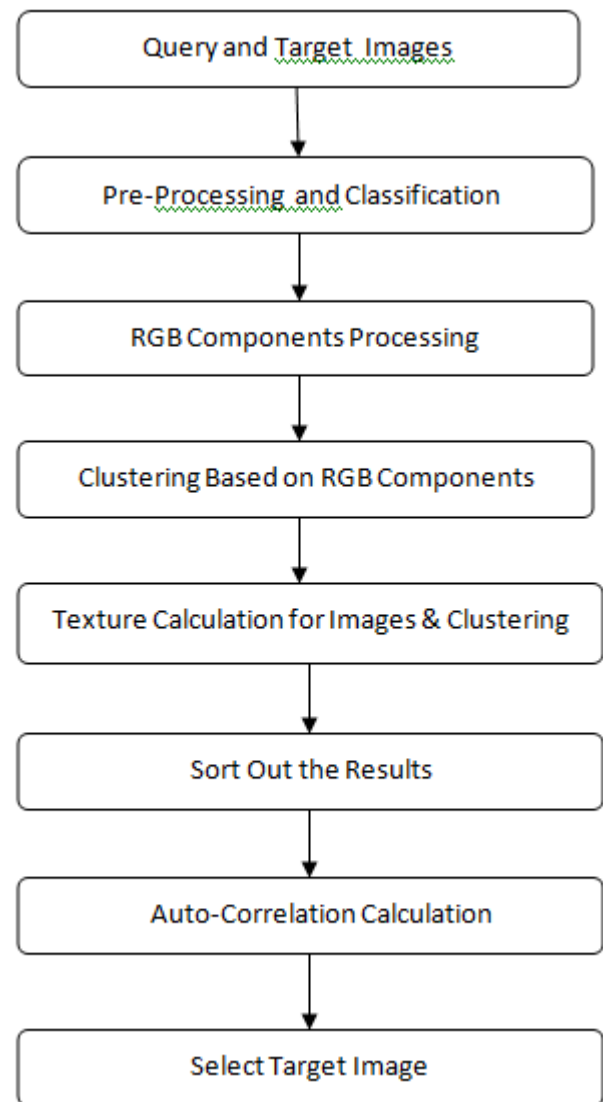 Query and Target Images
Pre-Processing and Classification
RGB Components Processing
Clustering Based on RGB Components
Texture Calculation for Images & Clustering
Sort Out the Results
Auto-Correlation Calculation
Select Target Image